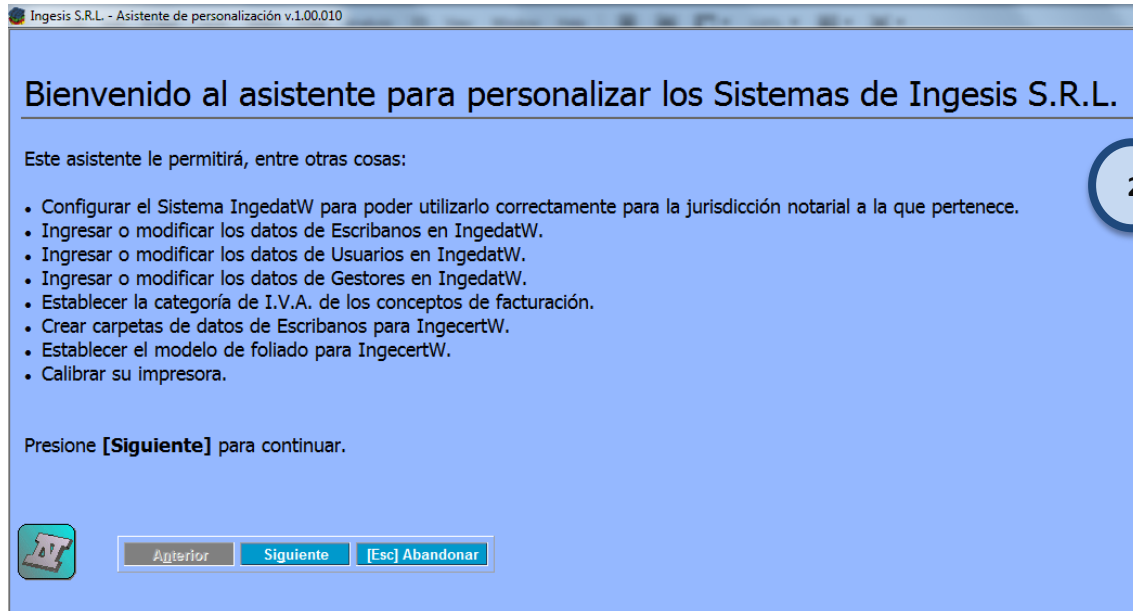 Ingesis S.R.L. - Asistente de personalización v.1.00.010
Bienvenido al asistente para personalizar los Sistemas de Ingesis S.R.L.
Este asistente le permitirá, entre otras cosas:
2
• Configurar el Sistema IngedatW para poder utilizarlo correctamente para la jurisdicción notarial a la que pertenece.
• Ingresar o modificar los datos de Escribanos en IngedatW.
• Ingresar o modificar los datos de Usuarios en IngedatW.
• Ingresar o modificar los datos de Gestores en IngedatW.
• Establecer la categoría de I.V.A. de los conceptos de facturación.
• Crear carpetas de datos de Escribanos para IngecertW.
• Establecer el modelo de foliado para IngecertW.
• Calibrar su impresora.
Presione [Siguiente] para continuar.
Anterior Siguiente [Esc] Abandonar